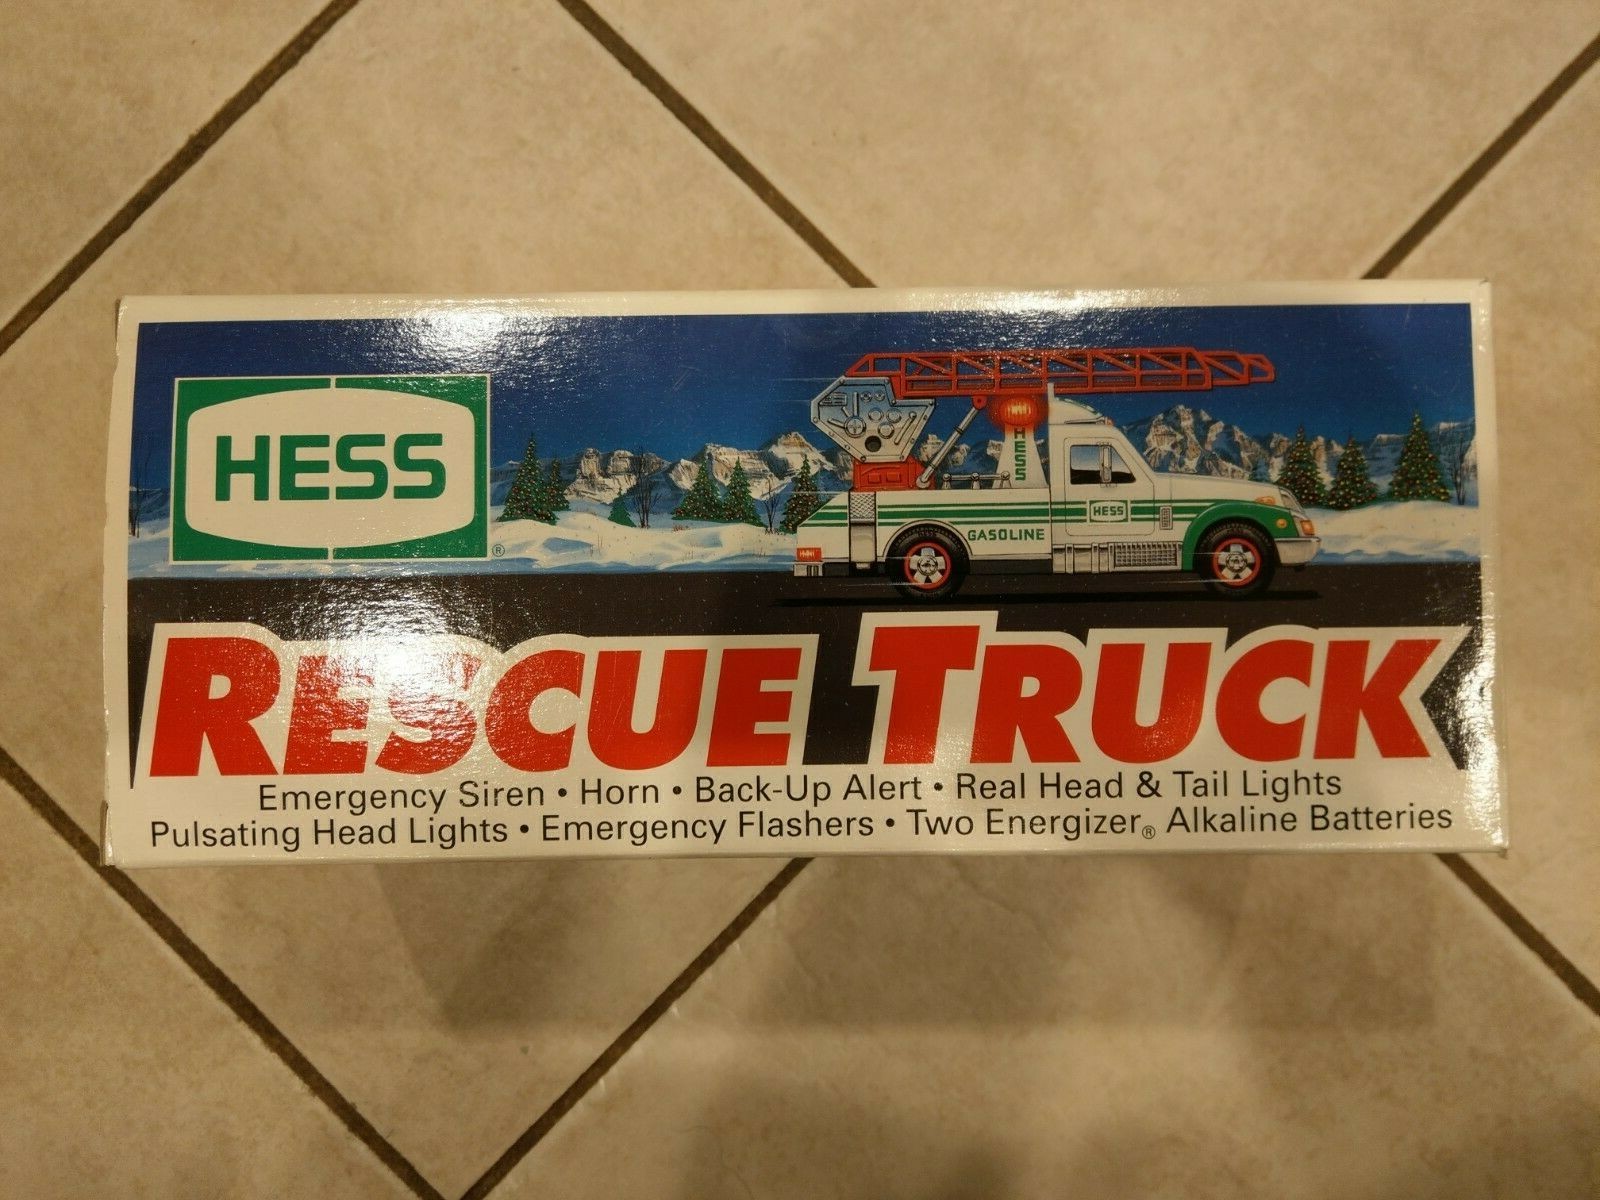 HESS
®
HESS
HESS
GASOLINE
RESCUE TRUCK
Emergency Siren • Horn • Back-Up Alert • Real Head & Tail Lights
Pulsating Head Lights • Emergency Flashers • Two Energizer® Alkaline Batteries